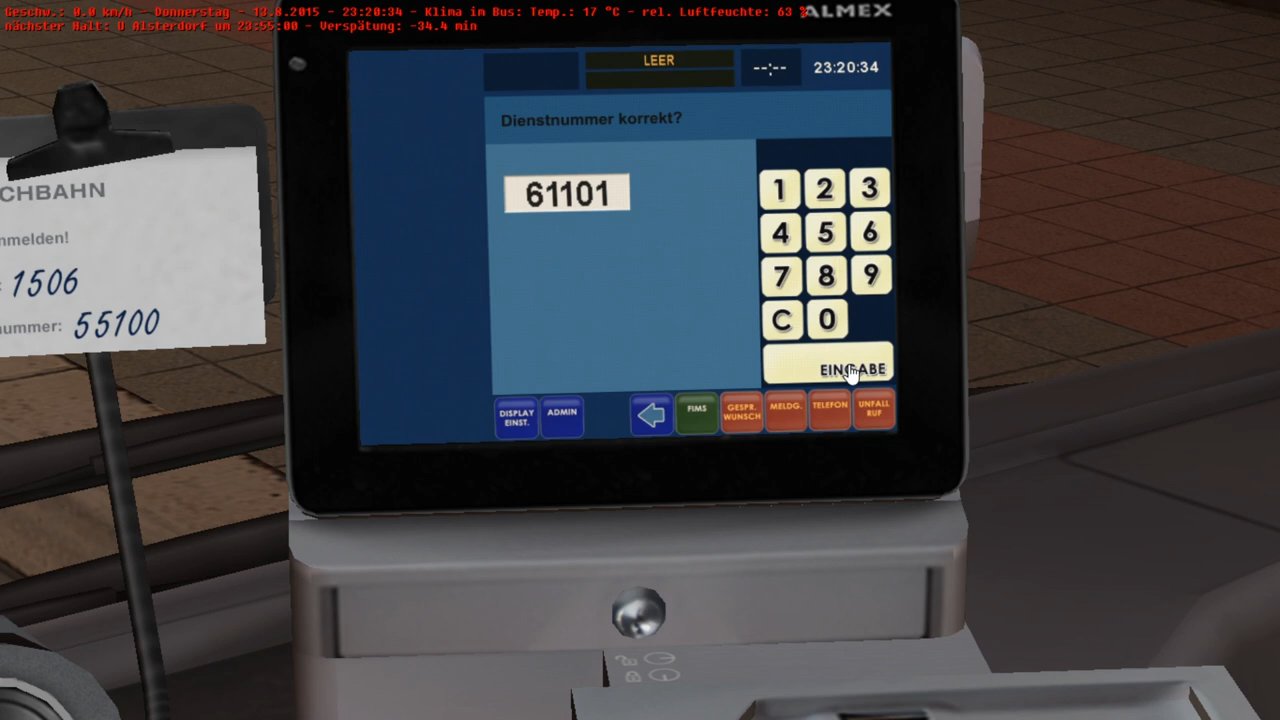 Geschw.: 0.0 km/h - Donnerstag - 13.8.2015 - 23:20:34 - Klima im Bus: Temp.: 17 °C - rel. Luftfeuchte: 63 %
nächster Halt: U Alsterdorf um 23:55:00 - Verspätung: -34.4 min
ALMEX
LEER
--:--
23:20:34
Dienstnummer korrekt?
61101
1 2 3
4 5 6
7 8 9
C 0
EINGABE
DISPLAY
EINST.
ADMIN
FIMS
GESPR.
WUNSCH
MELDG.
TELEFON
UNFALL
RUF
CHBAHN
nmelden!
: 1506
nummer: 55100